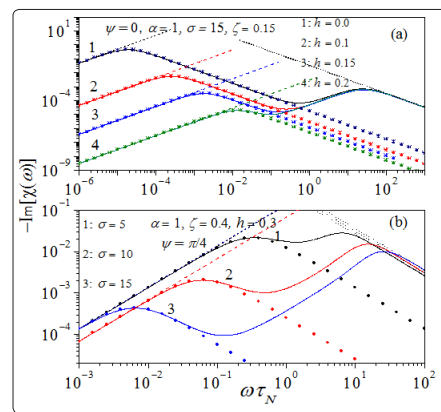 ψ=0, α=.1, σ=15, ζ=0.15
1: h=0.0
(a)
2: h=0.1
3: h=0.15
4: h=0.2
1
2
3
4
10^1
10^-4
10^-9
10^-6 10^-4 10^-2 10^0 10^2
−Im[χ(ω)]
1: σ=5
α=1, ζ=0.4, h=0,3
(b)
2: σ=10
ψ=π/4
3: σ=15
1
2
3
10^-1
10^-2
10^-3
10^-4
10^-3 10^-2 10^-1 10^0 10^1 10^2
ωτ_N